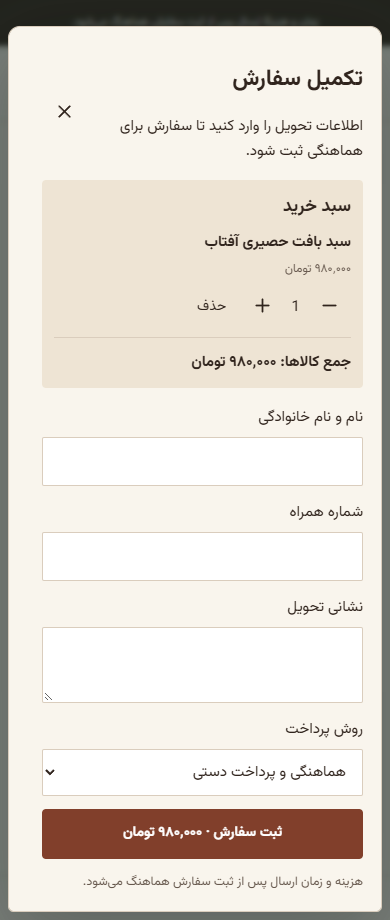 تکمیل سفارش
اطلاعات تحویل را وارد کنید تا سفارش برای
هماهنگی ثبت شود.
سبد خرید
سبد بافت حصیری آفتاب
۹۸۰٬۰۰۰ تومان
− 1 + حذف
جمع کالاها: ۹۸۰٬۰۰۰ تومان
نام و نام خانوادگی
شماره همراه
نشانی تحویل
روش پرداخت
هماهنگی و پرداخت دستی
ثبت سفارش · ۹۸۰٬۰۰۰ تومان
هزینه و زمان ارسال پس از ثبت سفارش هماهنگ می‌شود.